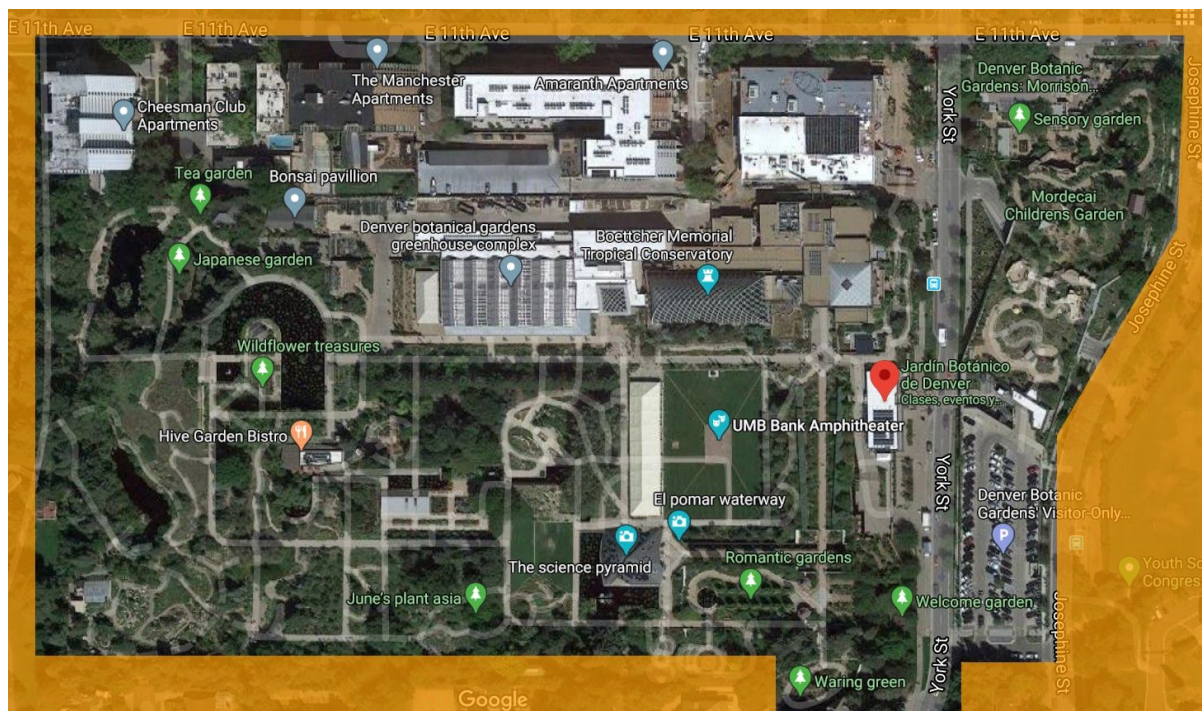 E 11th Ave
E 11th Ave
E 11th Ave
E 11th Ave
E 11th Ave
The Manchester
Apartments
Amaranth Apartments
Cheesman Club
Apartments
York St
Denver Botanic
Gardens: Morrison...
Sensory garden
Josephine St
Tea garden
Bonsai pavillion
Mordecai
Childrens Garden
Denver botanical gardens
greenhouse complex
Boettcher Memorial
Tropical Conservatory
Japanese garden
Josephine St
Wildflower treasures
Jardín Botánico
de Denver
Clases, eventos y...
Hive Garden Bistro
UMB Bank Amphitheater
York St
El pomar waterway
Denver Botanic
Gardens: Visitor-Only...
P
The science pyramid
Romantic gardens
Youth Sc
Congres
June's plant asia
Welcome garden
Josephine St
York St
Waring green
Google